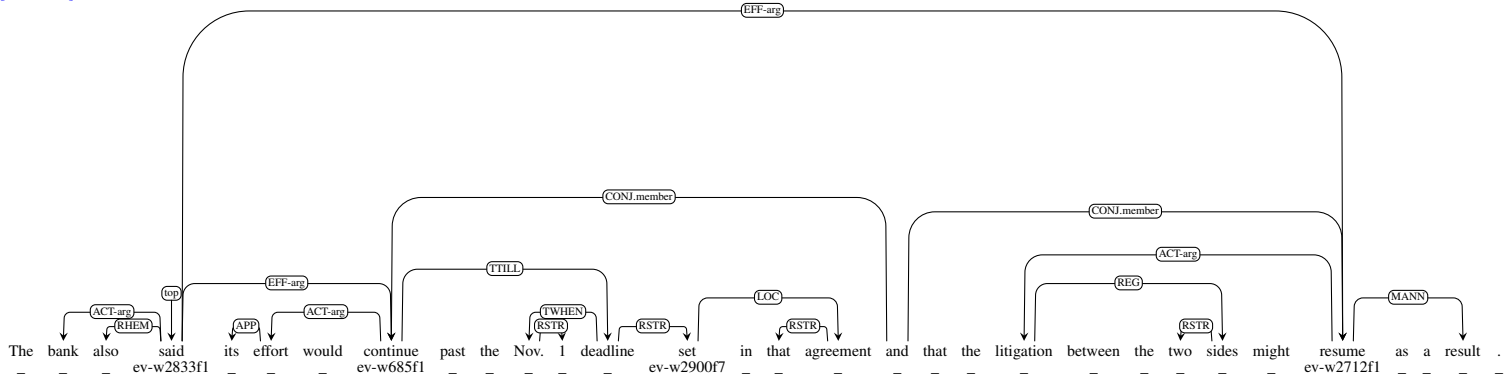 EFF-arg
CONJ.member
CONJ.member
ACT-arg
TTILL
EFF-arg REG
top LOC MANN
ACT-arg ACT-arg TWHEN
RHEM APP RSTR RSTR RSTR RSTR
The bank also said its effort would continue past the Nov. 1 deadline set in that agreement and that the litigation between the two sides might resume as a result .
_ _ _ ev-w2833f1 _ _ _ ev-w685f1 _ _ _ _ _ ev-w2900f7 _ _ _ _ _ _ _ _ _ _ _ _ ev-w2712f1 _ _ _ _